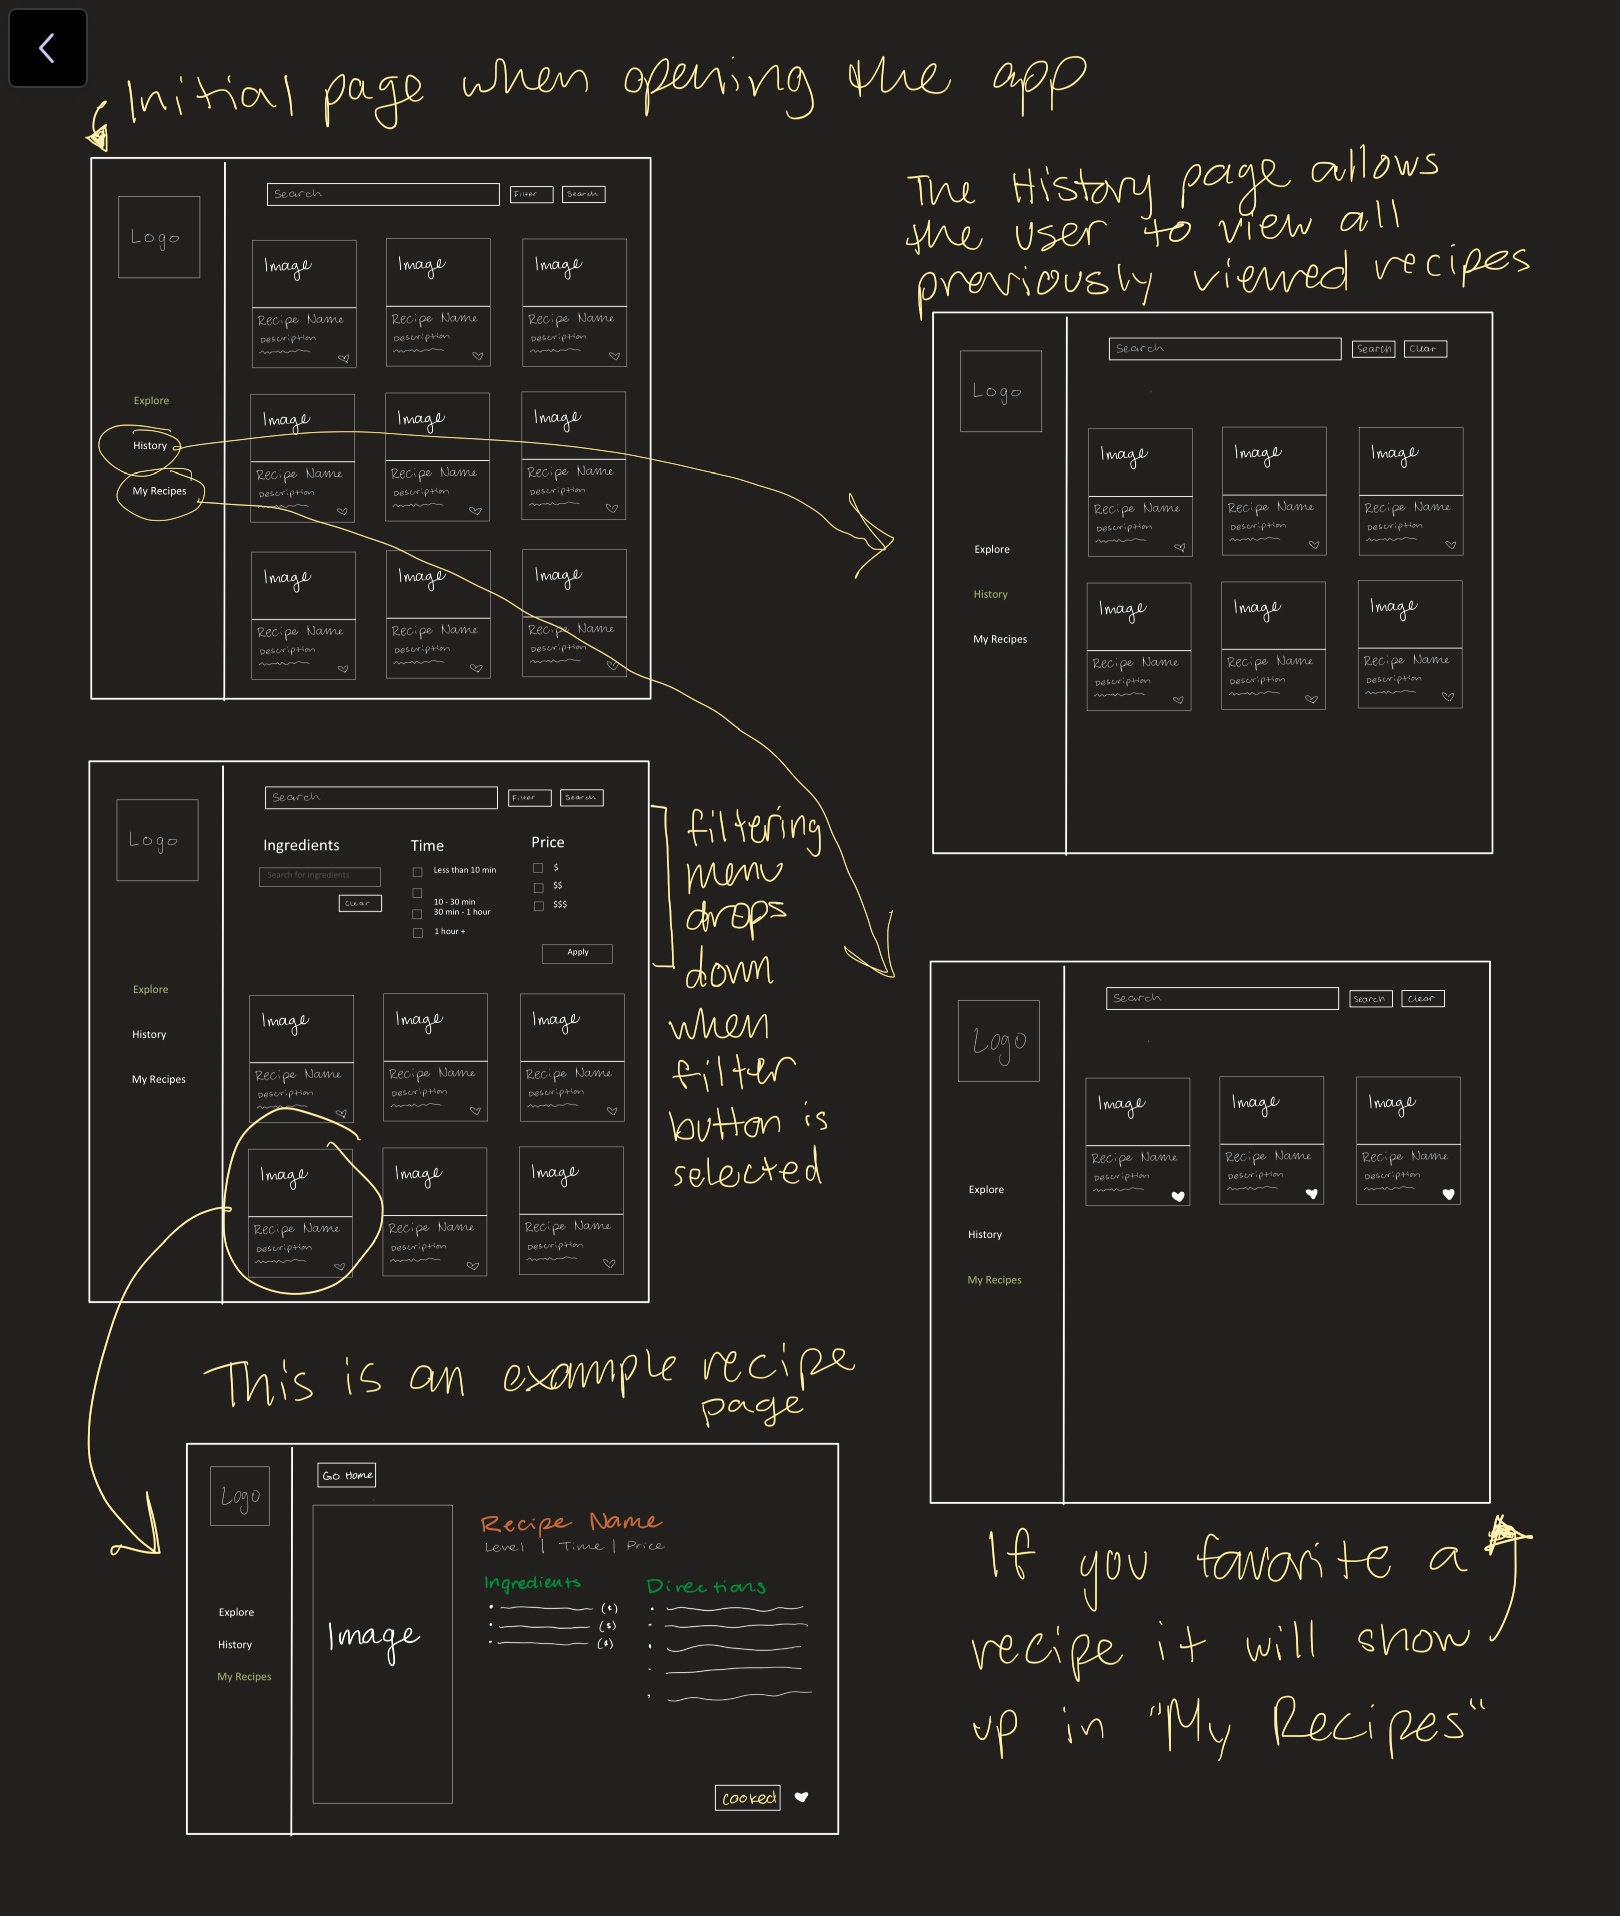 Initial page when opening the app
Logo
Explore
History
My Recipes
Search Filter Search
Image Image Image
Recipe Name Recipe Name Recipe Name
Description Description Description
Image Image Image
Recipe Name Recipe Name Recipe Name
Description Description Description
Image Image Image
Recipe Name Recipe Name Recipe Name
Description Description Description
The History page allows
the user to view all
previously viewed recipes
Logo
Explore
History
My Recipes
Search Search Clear
Image Image Image
Recipe Name Recipe Name Recipe Name
Description Description Description
Image Image Image
Recipe Name Recipe Name Recipe Name
Description Description Description
Logo
Explore
History
My Recipes
Search Filter Search
Ingredients Time Price
Search for Ingredients
Clear
Less than 10 min
10 - 30 min
30 min - 1 hour
1 hour +
$
$$
$$$
Apply
Image Image Image
Recipe Name Recipe Name Recipe Name
Description Description Description
Image Image Image
Recipe Name Recipe Name Recipe Name
Description Description Description
filtering
menu
drops
down
when
filter
button is
selected
Logo
Explore
History
My Recipes
Search Search Clear
Image Image Image
Recipe Name Recipe Name Recipe Name
Description Description Description
If you favorite a
recipe it will show
up in "My Recipes"
This is an example recipe
page
Logo
Explore
History
My Recipes
Go Home
Image
Recipe Name
Level | Time | Price
Ingredients
($)
($)
($)
Directions
cooked